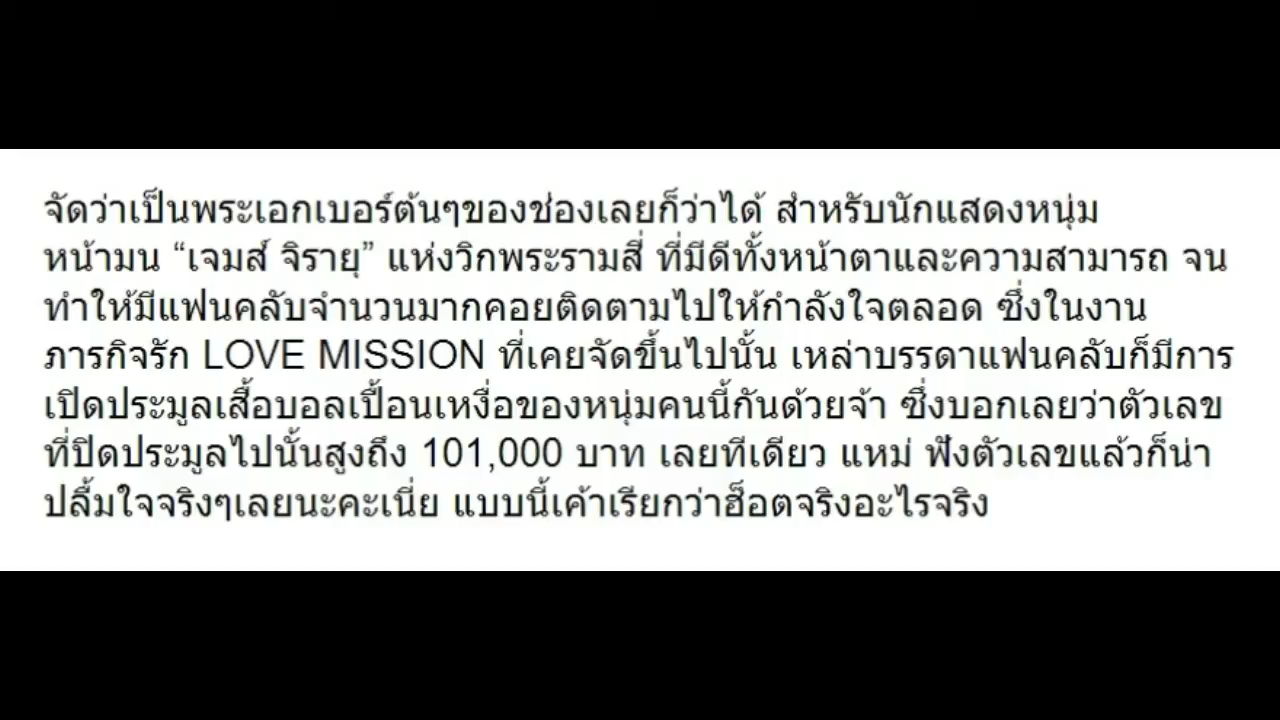 จัดว่าเป็นพระเอกเบอร์ต้นๆของช่องเลยก็ว่าได้ สำหรับนักแสดงหนุ่ม
หน้ามน “เจมส์ จิรายุ” แห่งวิกพระรามสี่ ที่มีดีทั้งหน้าตาและความสามารถ จน
ทำให้มีแฟนคลับจำนวนมากคอยติดตามไปให้กำลังใจตลอด ซึ่งในงาน
ภารกิจรัก LOVE MISSION ที่เคยจัดขึ้นไปนั้น เหล่าบรรดาแฟนคลับก็มีการ
เปิดประมูลเสื้อบอลเปื้อนเหงื่อของหนุ่มคนนี้กันด้วยจ้า ซึ่งบอกเลยว่าตัวเลข
ที่ปิดประมูลไปนั้นสูงถึง 101,000 บาท เลยทีเดียว แหม่ ฟังตัวเลขแล้วก็น่า
ปลื้มใจจริงๆเลยนะคะเนี่ย แบบนี้เค้าเรียกว่าฮ็อตจริงอะไรจริง